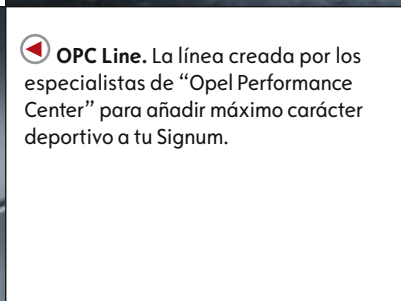 OPC Line. La línea creada por los
especialistas de “Opel Performance
Center” para añadir máximo carácter
deportivo a tu Signum.